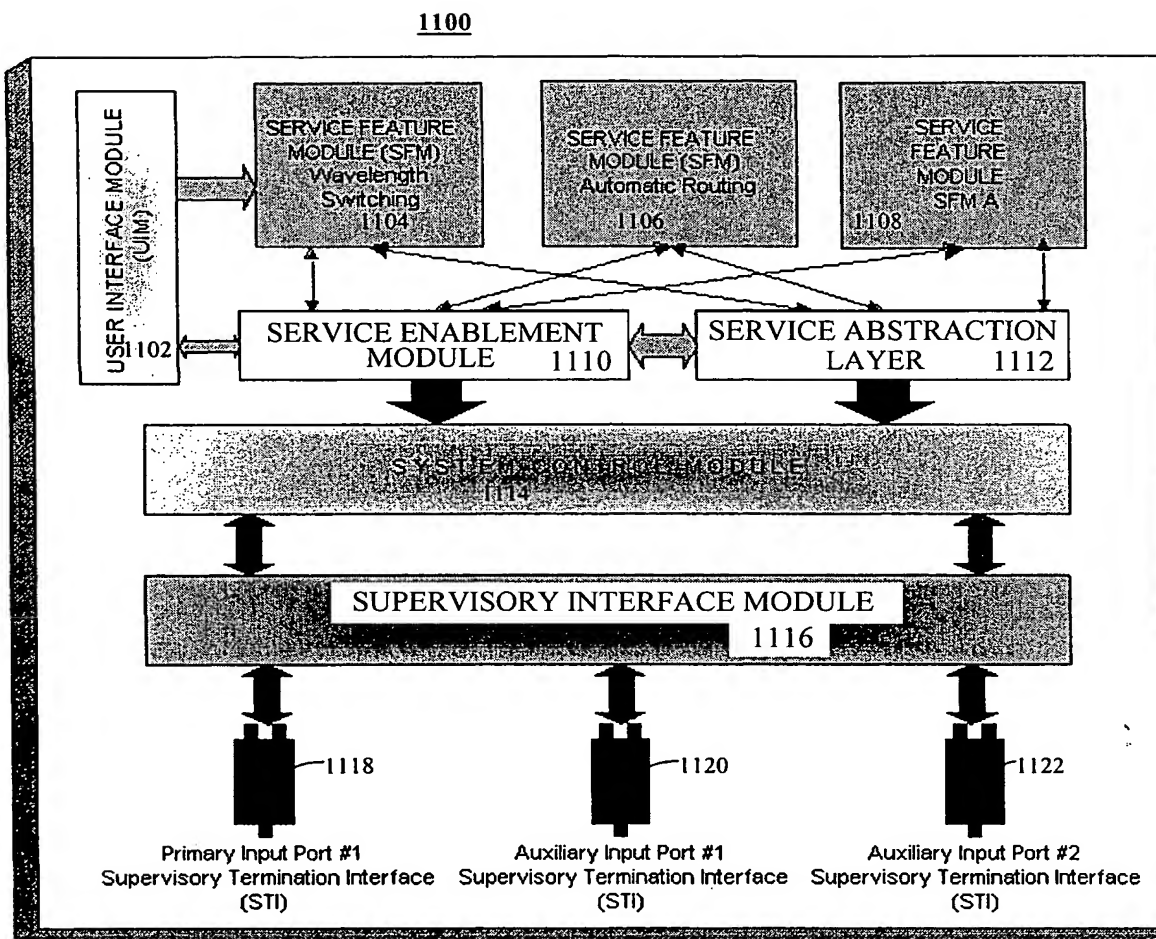 1100
USER INTERFACE MODULE
(UIM)
1102
SERVICE FEATURE
MODULE (SFM)
Wavelength
Switching
1104
SERVICE FEATURE
MODULE (SFM)
Automatic Routing
1106
SERVICE
FEATURE
MODULE
SFM A
1108
SERVICE ENABLEMENT
MODULE 1110
SERVICE ABSTRACTION
LAYER 1112
SYSTEM CONTROL MODULE
1114
SUPERVISORY INTERFACE MODULE
1116
1118
1120
1122
Primary Input Port #1
Supervisory Termination Interface
(STI)
Auxiliary Input Port #1
Supervisory Termination Interface
(STI)
Auxiliary Input Port #2
Supervisory Termination Interface
(STI)